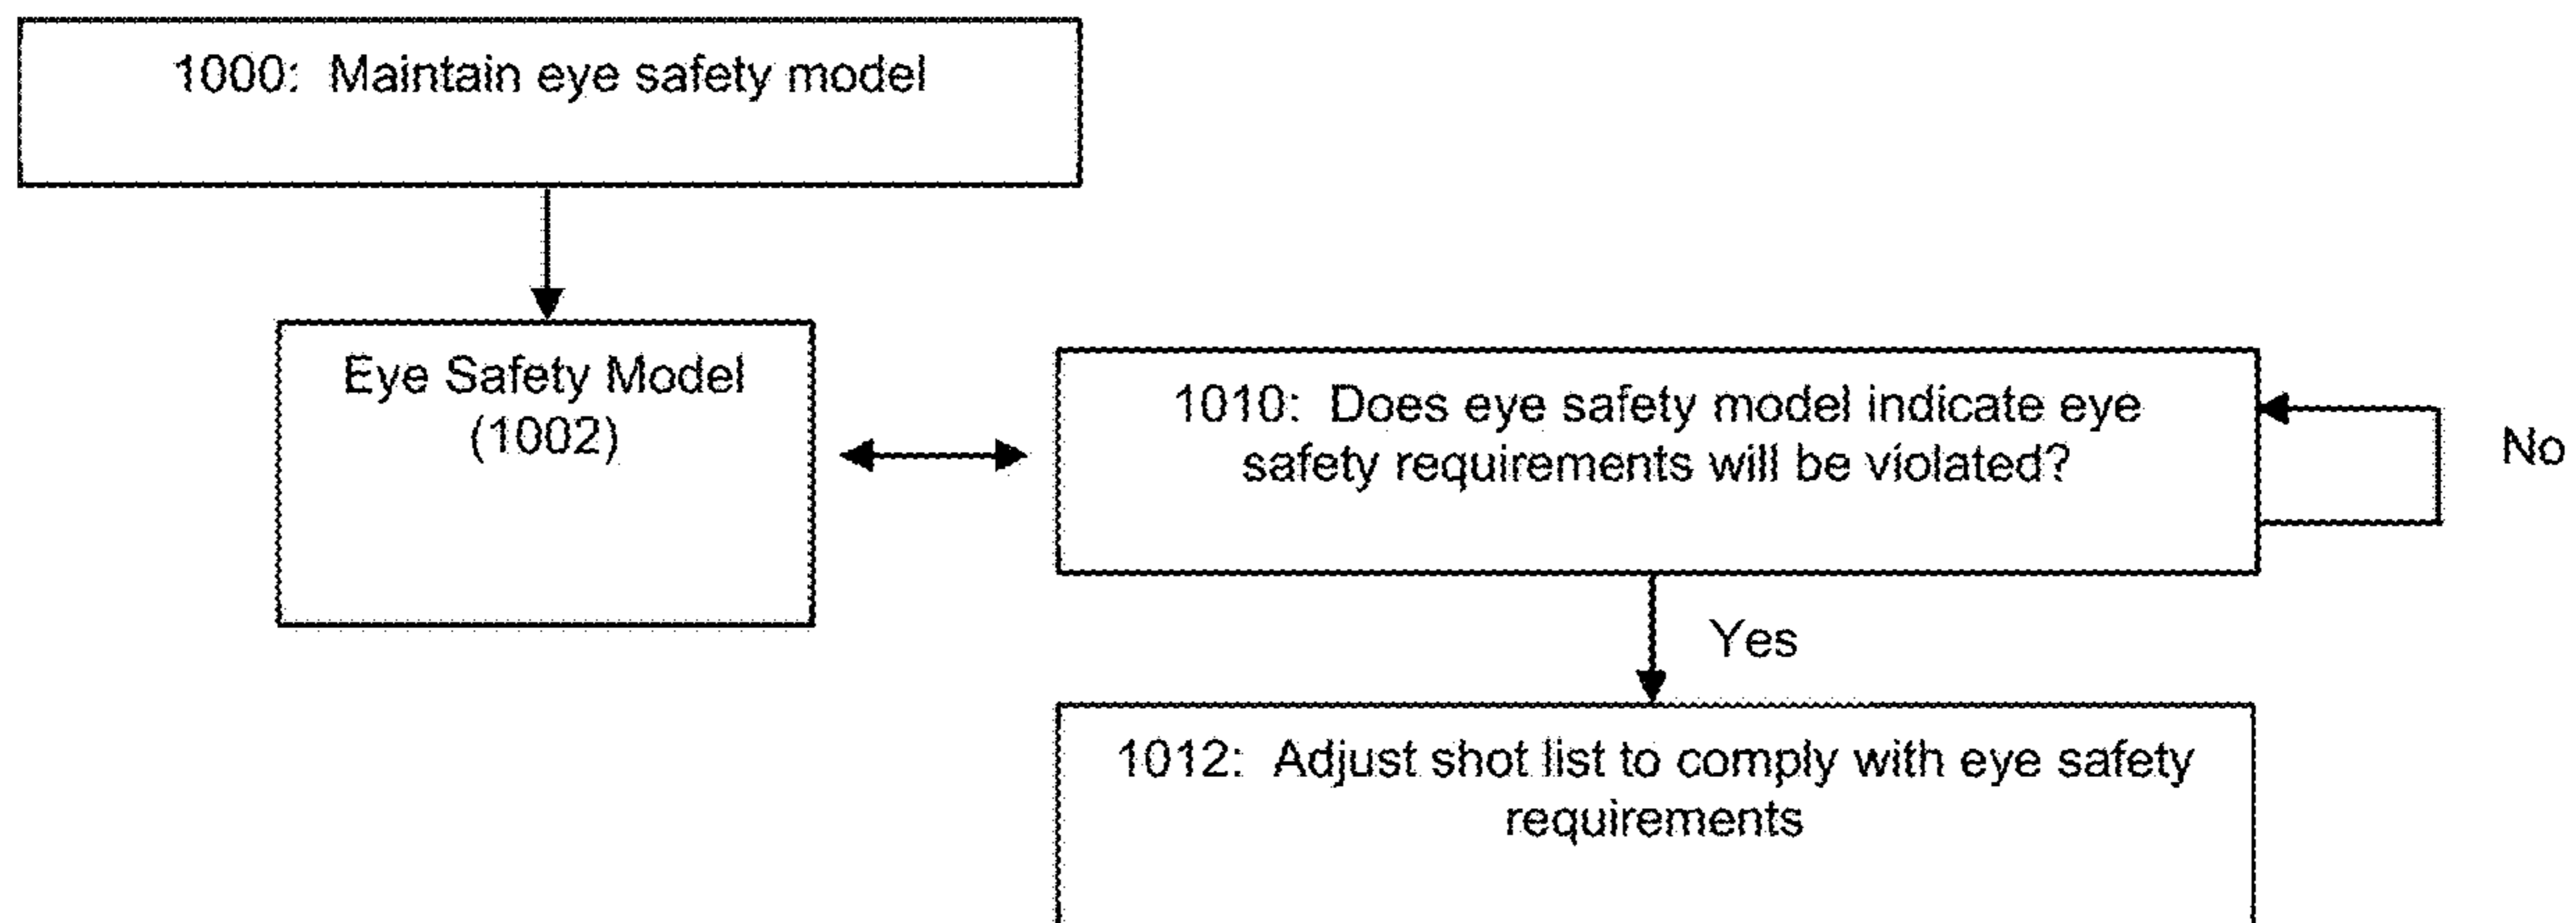 1000: Maintain eye safety model
Eye Safety Model
(1002)
1010: Does eye safety model indicate eye
safety requirements will be violated?
No
Yes
1012: Adjust shot list to comply with eye safety
requirements